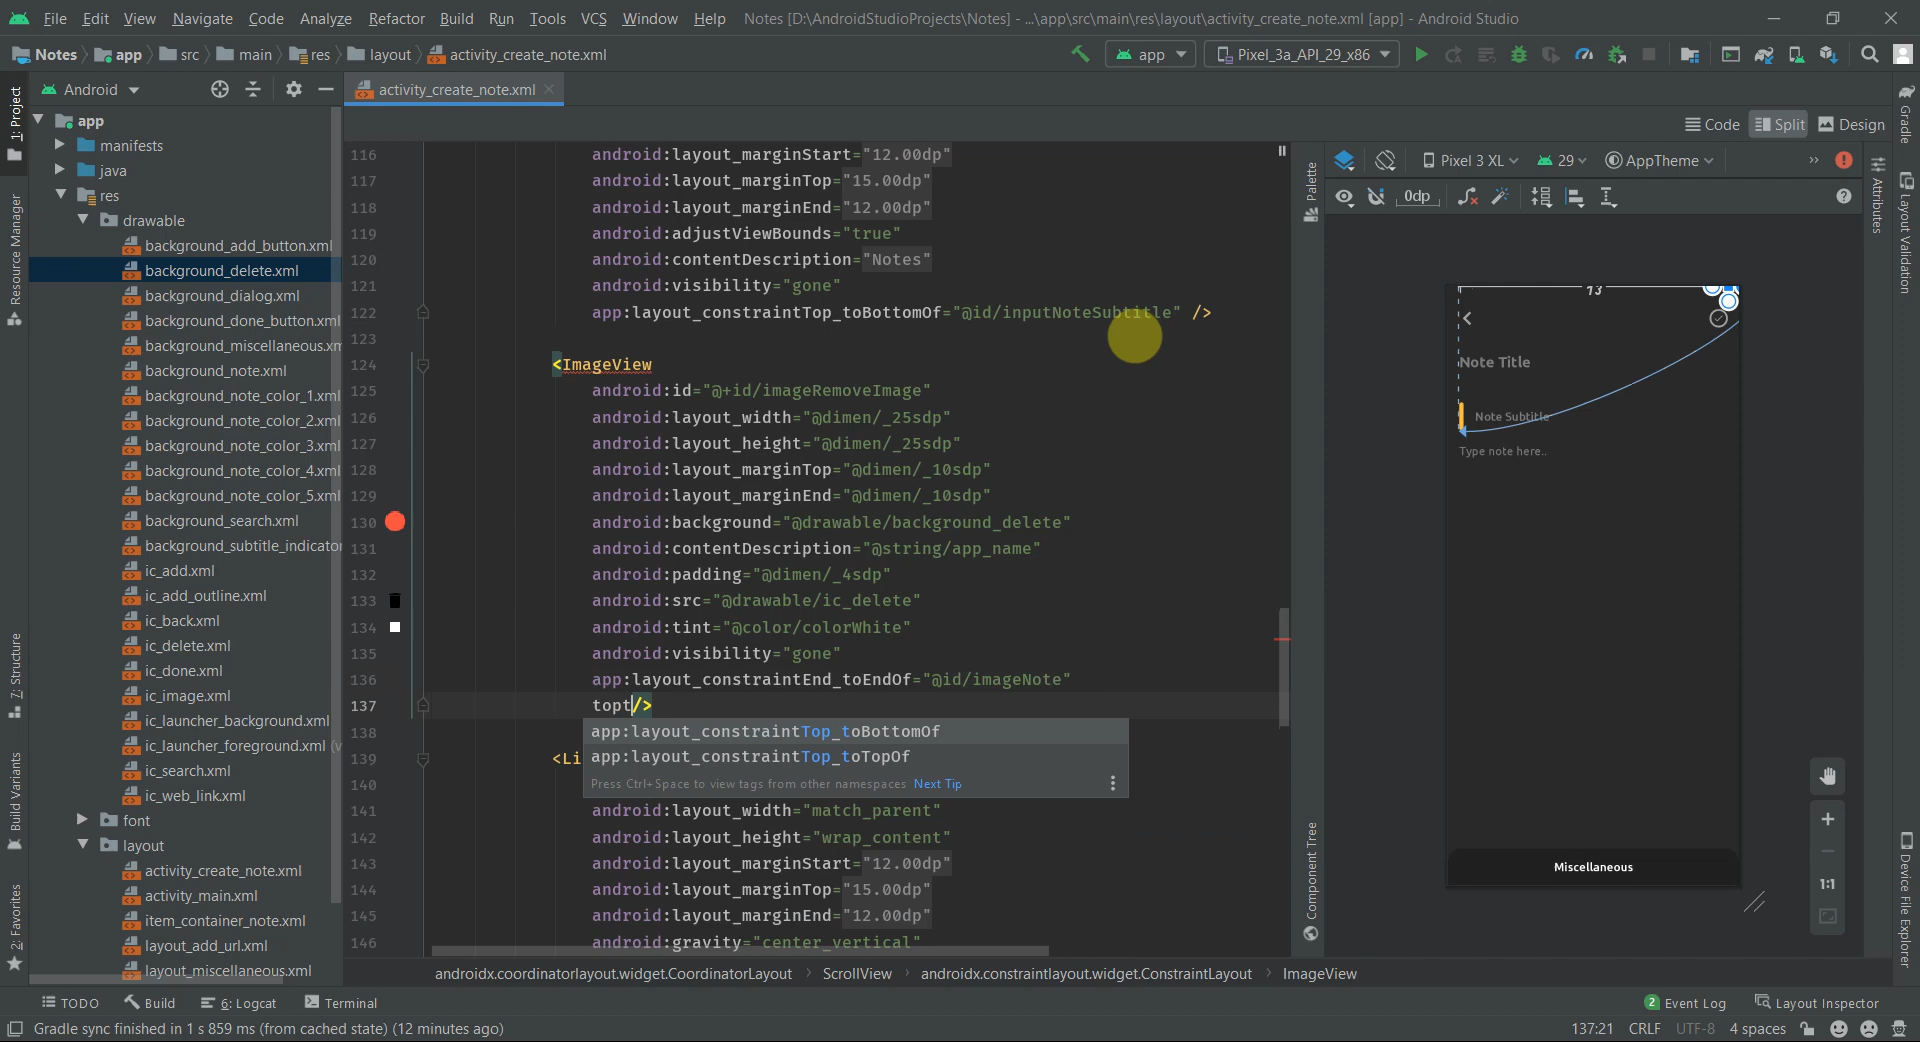 File Edit View Navigate Code Analyze Refactor Build Run Tools VCS Window Help Notes [D:\AndroidStudioProjects\Notes] - ...\app\src\main\res\layout\activity_create_note.xml [app] - Android Studio
Notes app src main res layout activity_create_note.xml app Pixel_3a_API_29_x86
Android
activity_create_note.xml
Code Split Design
1: Project
Resource Manager
7: Structure
Build Variants
2: Favorites
app
manifests
java
res
drawable
background_add_button.xml
background_delete.xml
background_dialog.xml
background_done_button.xml
background_miscellaneous.xm
background_note.xml
background_note_color_1.xml
background_note_color_2.xml
background_note_color_3.xml
background_note_color_4.xml
background_note_color_5.xml
background_search.xml
background_subtitle_indicator
ic_add.xml
ic_add_outline.xml
ic_back.xml
ic_delete.xml
ic_done.xml
ic_image.xml
ic_launcher_background.xml
ic_launcher_foreground.xml (v
ic_search.xml
ic_web_link.xml
font
layout
activity_create_note.xml
activity_main.xml
item_container_note.xml
layout_add_url.xml
layout_miscellaneous.xml
116 android:layout_marginStart="12.00dp"
117 android:layout_marginTop="15.00dp"
118 android:layout_marginEnd="12.00dp"
119 android:adjustViewBounds="true"
120 android:contentDescription="Notes"
121 android:visibility="gone"
122 app:layout_constraintTop_toBottomOf="@id/inputNoteSubtitle" />
123
124 <ImageView
125 android:id="@+id/imageRemoveImage"
126 android:layout_width="@dimen/_25sdp"
127 android:layout_height="@dimen/_25sdp"
128 android:layout_marginTop="@dimen/_10sdp"
129 android:layout_marginEnd="@dimen/_10sdp"
130 android:background="@drawable/background_delete"
131 android:contentDescription="@string/app_name"
132 android:padding="@dimen/_4sdp"
133 android:src="@drawable/ic_delete"
134 android:tint="@color/colorWhite"
135 android:visibility="gone"
136 app:layout_constraintEnd_toEndOf="@id/imageNote"
137 topt/>
138 app:layout_constraintTop_toBottomOf
139 <Li app:layout_constraintTop_toTopOf
140 Press Ctrl+Space to view tags from other namespaces Next Tip
141 android:layout_width="match_parent"
142 android:layout_height="wrap_content"
143 android:layout_marginStart="12.00dp"
144 android:layout_marginTop="15.00dp"
145 android:layout_marginEnd="12.00dp"
146 android:gravity="center_vertical"
androidx.coordinatorlayout.widget.CoordinatorLayout ScrollView androidx.constraintlayout.widget.ConstraintLayout ImageView
Palette
Component Tree
Pixel 3 XL 29 AppTheme
0dp
13
Note Title
Note Subtitle
Type note here..
Miscellaneous
1:1
Attributes
Gradle
Layout Validation
Device File Explorer
TODO Build 6: Logcat Terminal 2 Event Log Layout Inspector
Gradle sync finished in 1 s 859 ms (from cached state) (12 minutes ago) 137:21 CRLF UTF-8 4 spaces